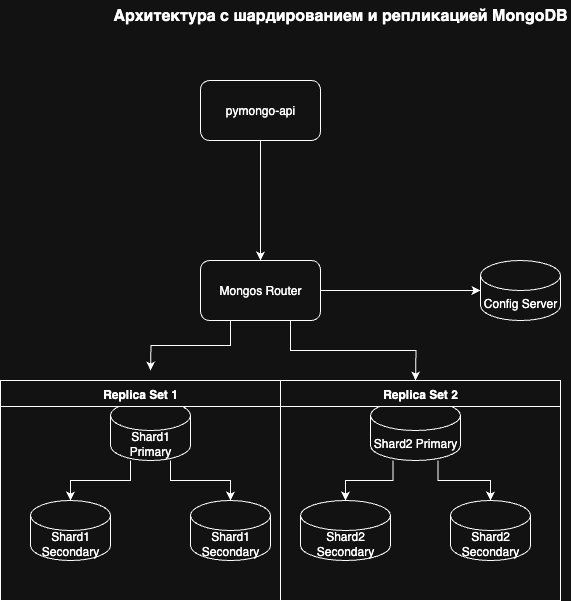 Архитектура с шардированием и репликацией MongoDB
pymongo-api
Mongos Router
Config Server
Replica Set 1
Replica Set 2
Shard1
Primary
Shard2 Primary
Shard1
Secondary
Shard1
Secondary
Shard2
Secondary
Shard2
Secondary